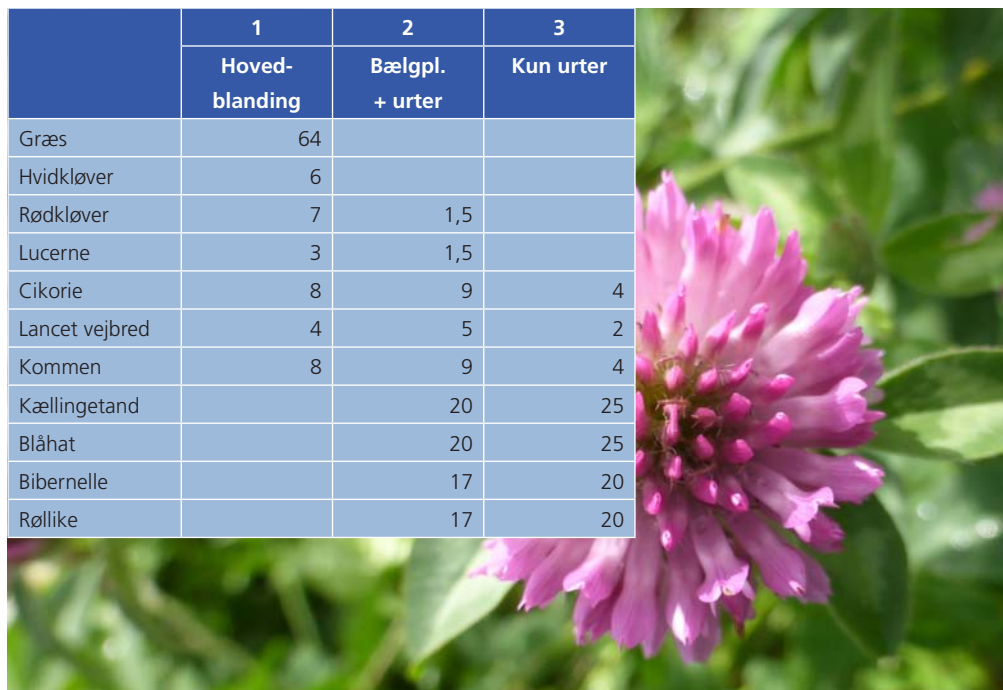 1 2 3
Hoved- Bælgpl. Kun urter
blanding + urter
Græs 64
Hvidkløver 6
Rødkløver 7 1,5
Lucerne 3 1,5
Cikorie 8 9 4
Lancet vejbred 4 5 2
Kommen 8 9 4
Kællingetand 20 25
Blåhat 20 25
Bibernelle 17 20
Røllike 17 20